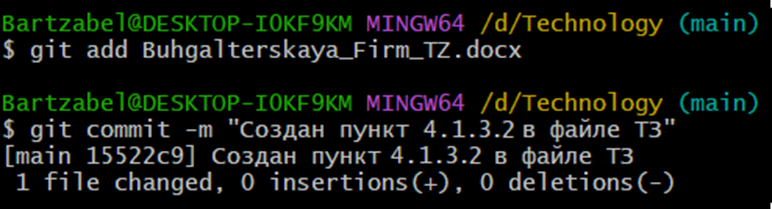 Bartzabel@DESKTOP-I0KF9KM MINGW64 /d/Technology (main)
$ git add Buhgalterskaya_Firm_TZ.docx
Bartzabel@DESKTOP-I0KF9KM MINGW64 /d/Technology (main)
$ git commit -m "Создан пункт 4.1.3.2 в файле ТЗ"
[main 15522c9] Создан пункт 4.1.3.2 в файле ТЗ
1 file changed, 0 insertions(+), 0 deletions(-)